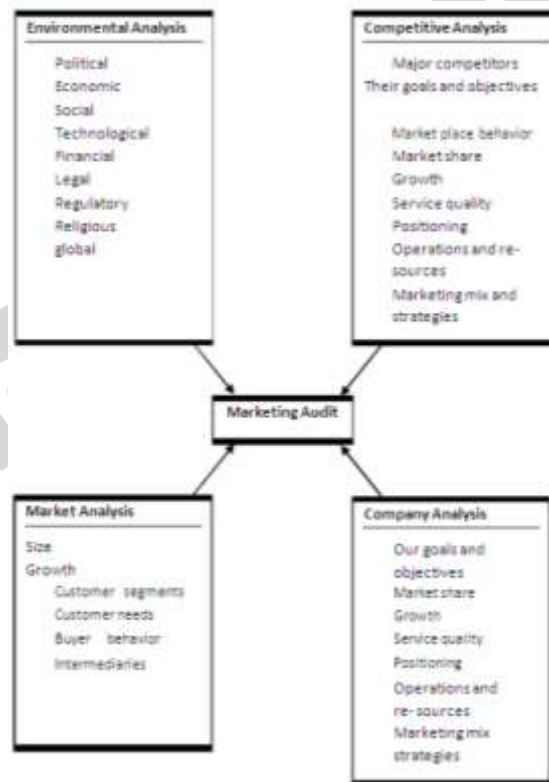 Environmental Analysis
Political
Economic
Social
Technological
Financial
Legal
Regulatory
Religious
global
Competitive Analysis
Major competitors
Their goals and objectives
Market place behavior
Market share
Growth
Service quality
Positioning
Operations and re-
sources
Marketing mix and
strategies
Marketing Audit
Market Analysis
Size
Growth
Customer segments
Customer needs
Buyer behavior
Intermediaries
Company Analysis
Our goals and
objectives
Market share
Growth
Service quality
Positioning
Operations and
re- sources
Marketing mix
strategies